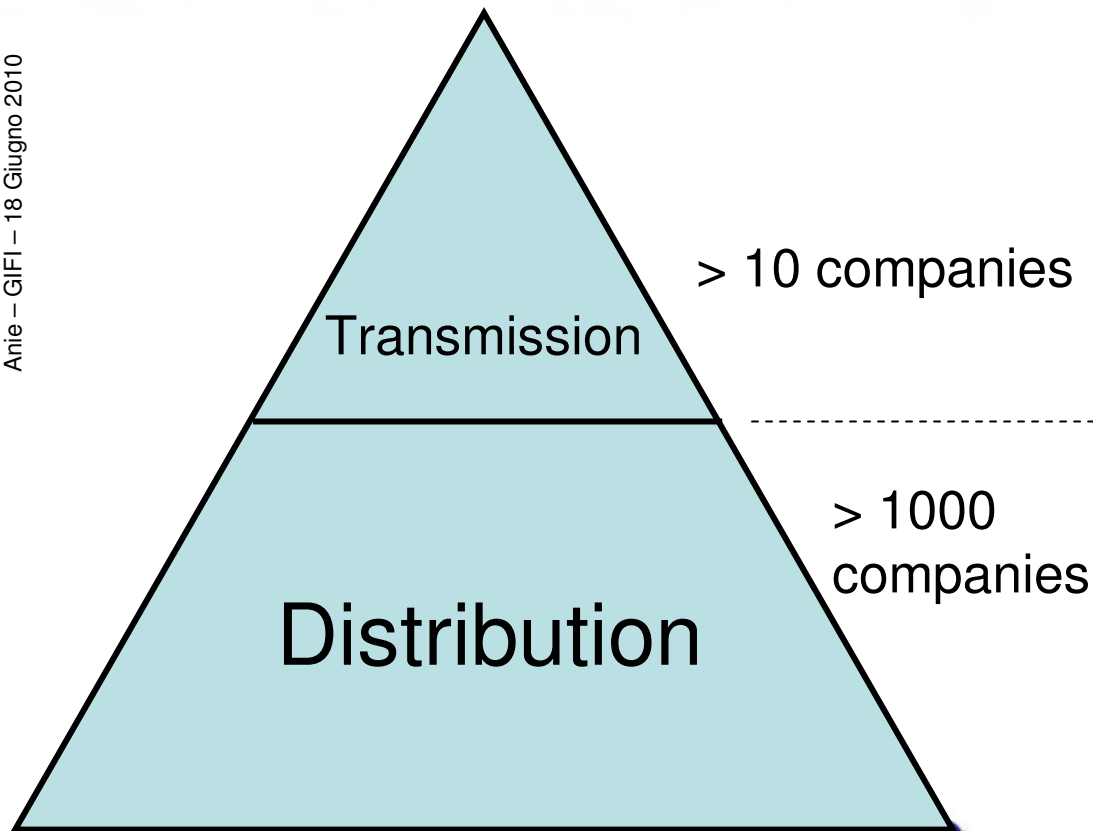 Anie – GIFI – 18 Giugno 2010
> 10 companies
Transmission
> 1000
companies
Distribution